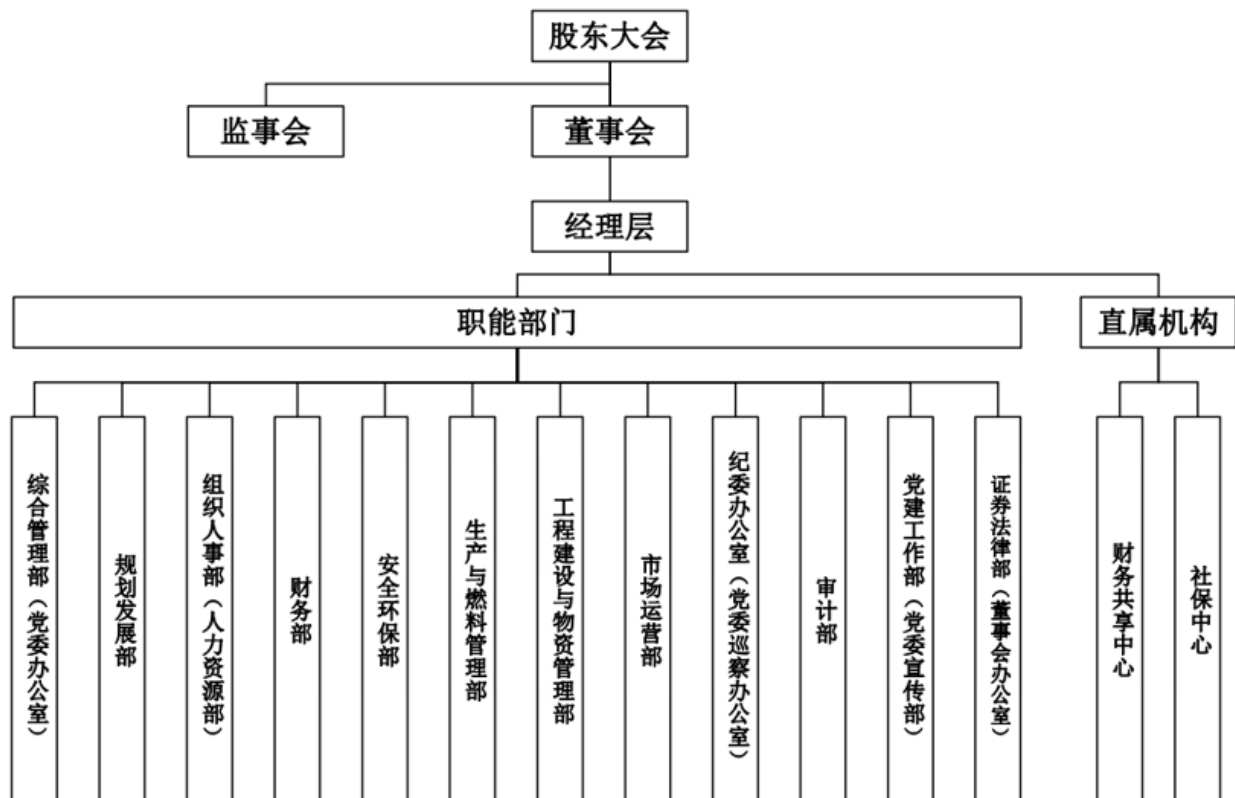 股东大会
监事会
董事会
经理层
职能部门
直属机构
综合管理部（党委办公室）
规划发展部
组织人事部（人力资源部）
财务部
安全环保部
生产与燃料管理部
工程建设与物资管理部
市场运营部
纪委办公室（党委巡察办公室）
审计部
党建工作部（党委宣传部）
证券法律部（董事会办公室）
财务共享中心
社保中心